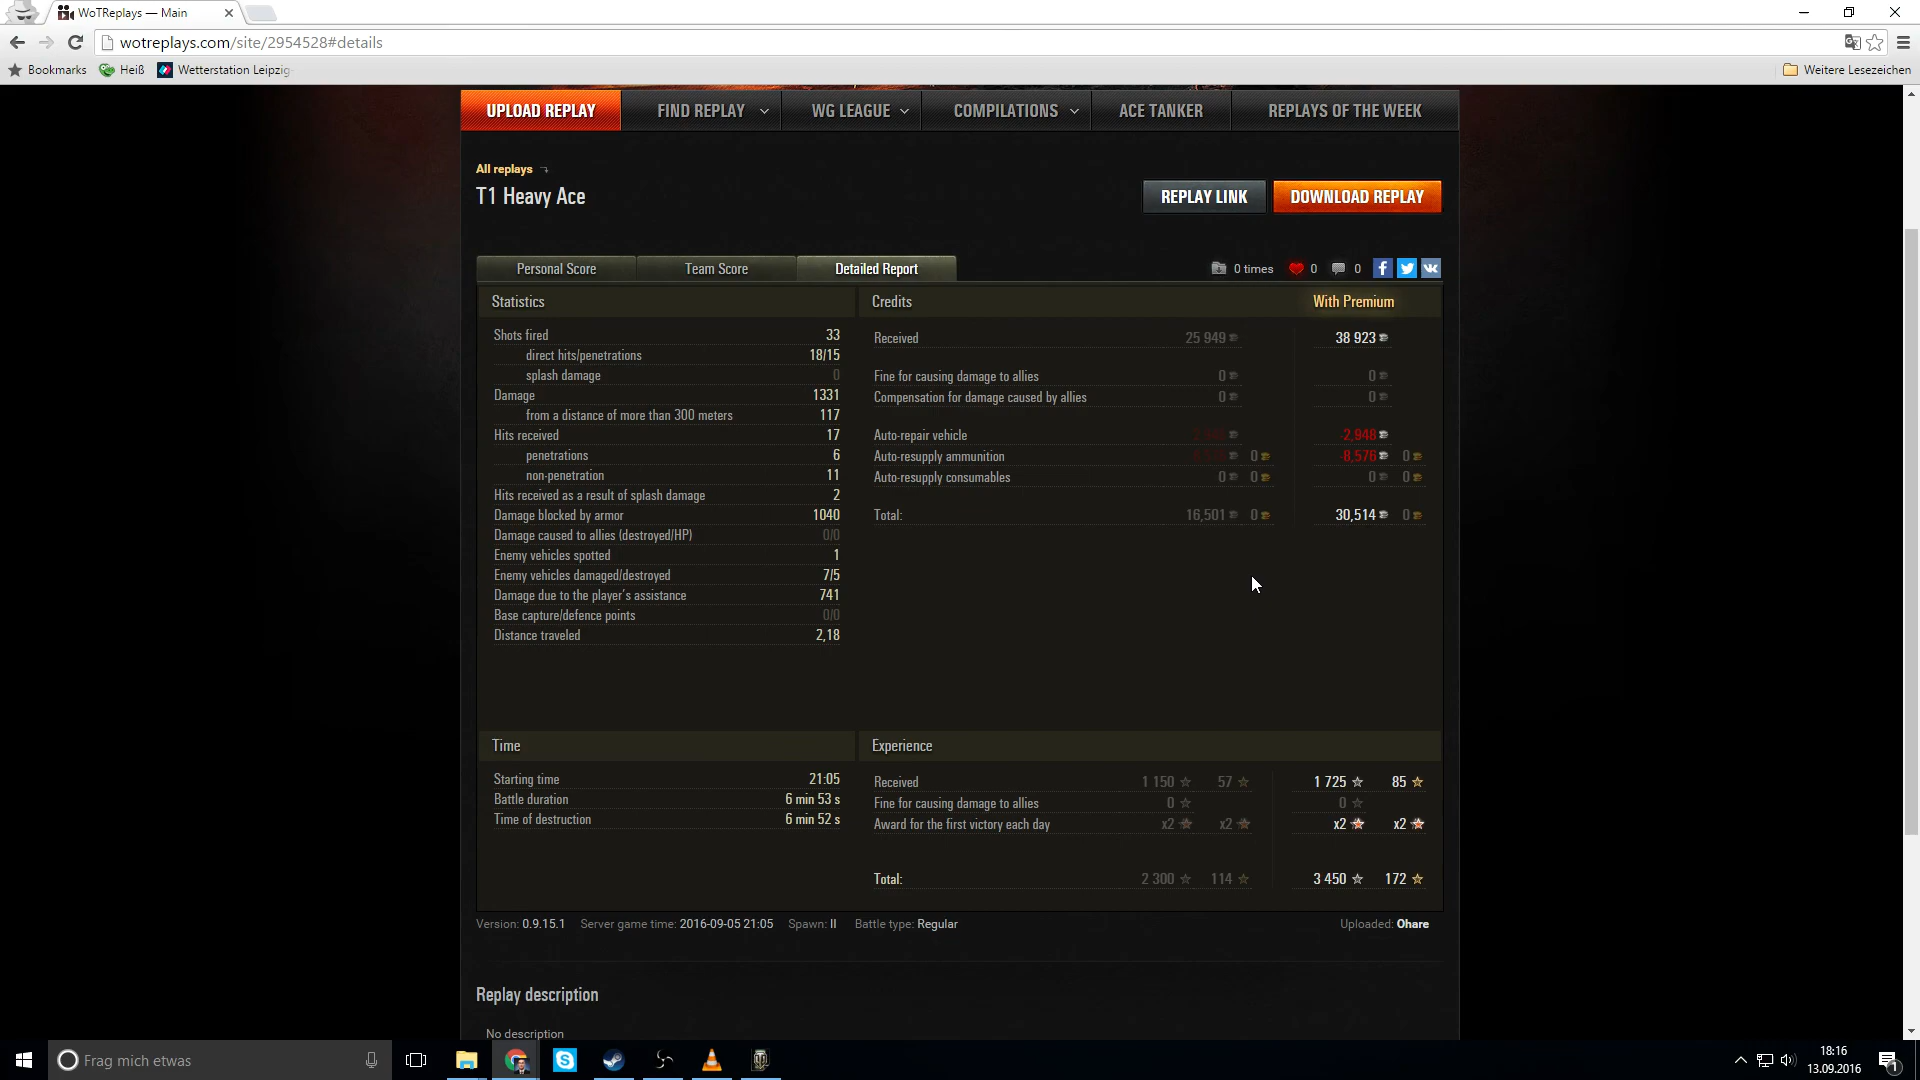 WoTReplays — Main
wotreplays.com/site/2954528#details
Bookmarks Heiß Wetterstation Leipzig Weitere Lesezeichen
UPLOAD REPLAY FIND REPLAY WG LEAGUE COMPILATIONS ACE TANKER REPLAYS OF THE WEEK
All replays
T1 Heavy Ace
REPLAY LINK DOWNLOAD REPLAY
Personal Score Team Score Detailed Report 0 times 0 0
Statistics Credits With Premium
Shots fired 33
direct hits/penetrations 18/15
splash damage 0
Damage 1331
from a distance of more than 300 meters 117
Hits received 17
penetrations 6
non-penetration 11
Hits received as a result of splash damage 2
Damage blocked by armor 1040
Damage caused to allies (destroyed/HP) 0/0
Enemy vehicles spotted 1
Enemy vehicles damaged/destroyed 7/5
Damage due to the player's assistance 741
Base capture/defence points 0/0
Distance traveled 2,18
Received 25 949 38 923
Fine for causing damage to allies 0 0
Compensation for damage caused by allies 0 0
Auto-repair vehicle -2,948
Auto-resupply ammunition 0 -8,576 0
Auto-resupply consumables 0 0 0 0
Total: 16,501 0 30,514 0
Time Experience
Starting time 21:05
Battle duration 6 min 53 s
Time of destruction 6 min 52 s
Received 1 150 57 1 725 85
Fine for causing damage to allies 0 0
Award for the first victory each day x2 x2 x2 x2
Total: 2 300 114 3 450 172
Version: 0.9.15.1 Server game time: 2016-09-05 21:05 Spawn: II Battle type: Regular Uploaded: Ohare
Replay description
No description
Frag mich etwas
18:16
13.09.2016
1